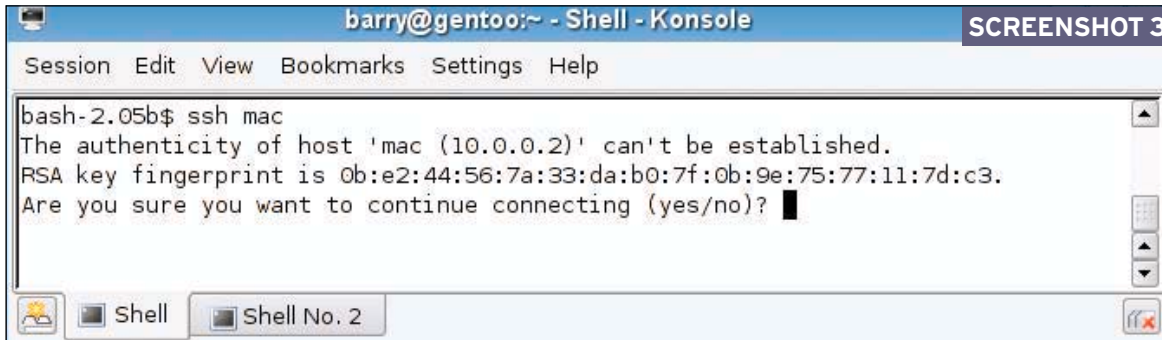 barry@gentoo:~ - Shell - Konsole
SCREENSHOT 3
Session Edit View Bookmarks Settings Help
bash-2.05b$ ssh mac
The authenticity of host 'mac (10.0.0.2)' can't be established.
RSA key fingerprint is 0b:e2:44:56:7a:33:da:b0:7f:0b:9e:75:77:11:7d:c3.
Are you sure you want to continue connecting (yes/no)?
Shell Shell No. 2